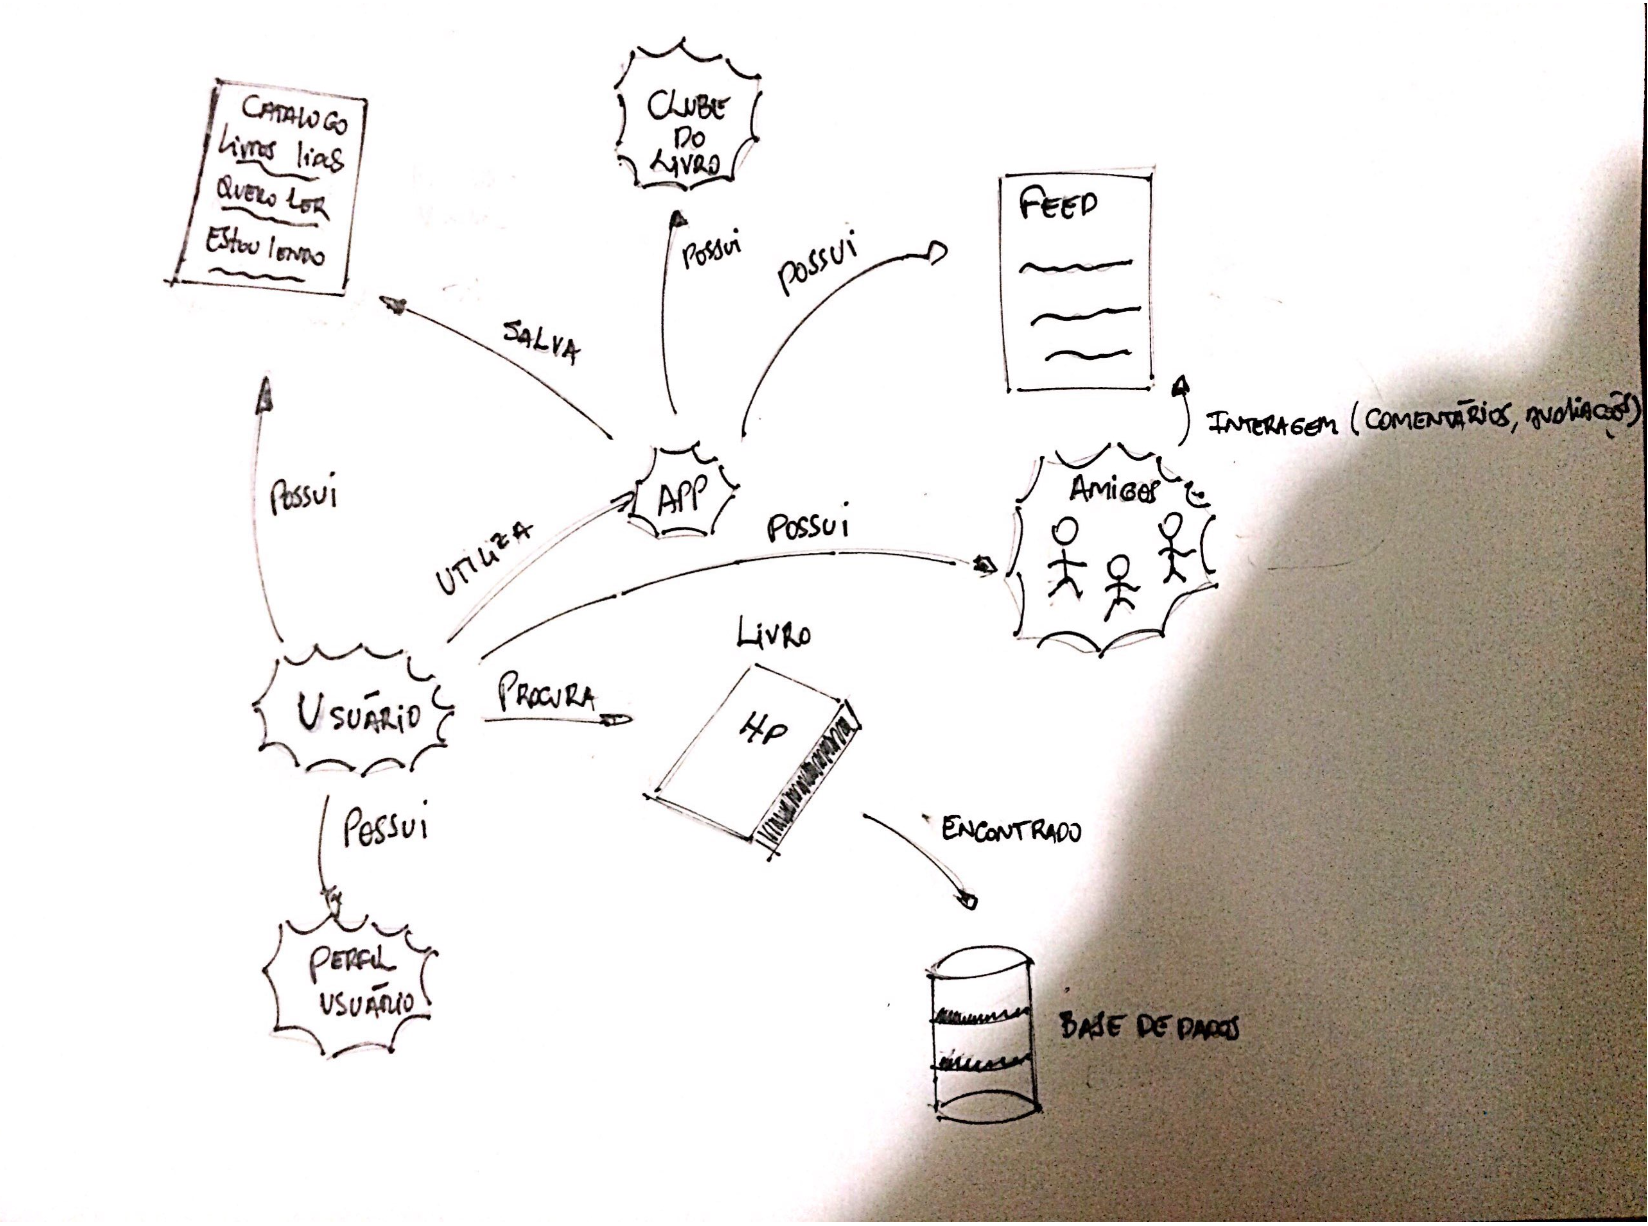 CLUBE
DO
LIVRO
CATALOGO
Livros lidos
QUERO LER
Estou lendo
FEED
POSSUI
POSSUI
SALVA
INTERAGEM (COMENTÁRIOS, AVALIAÇÕES)
POSSUI
APP
AMIGOS
POSSUI
UTILIZA
LIVRO
HP
USUÁRIO
PROCURA
POSSUI
ENCONTRADO
PERFIL
USUÁRIO
BASE DE DADOS